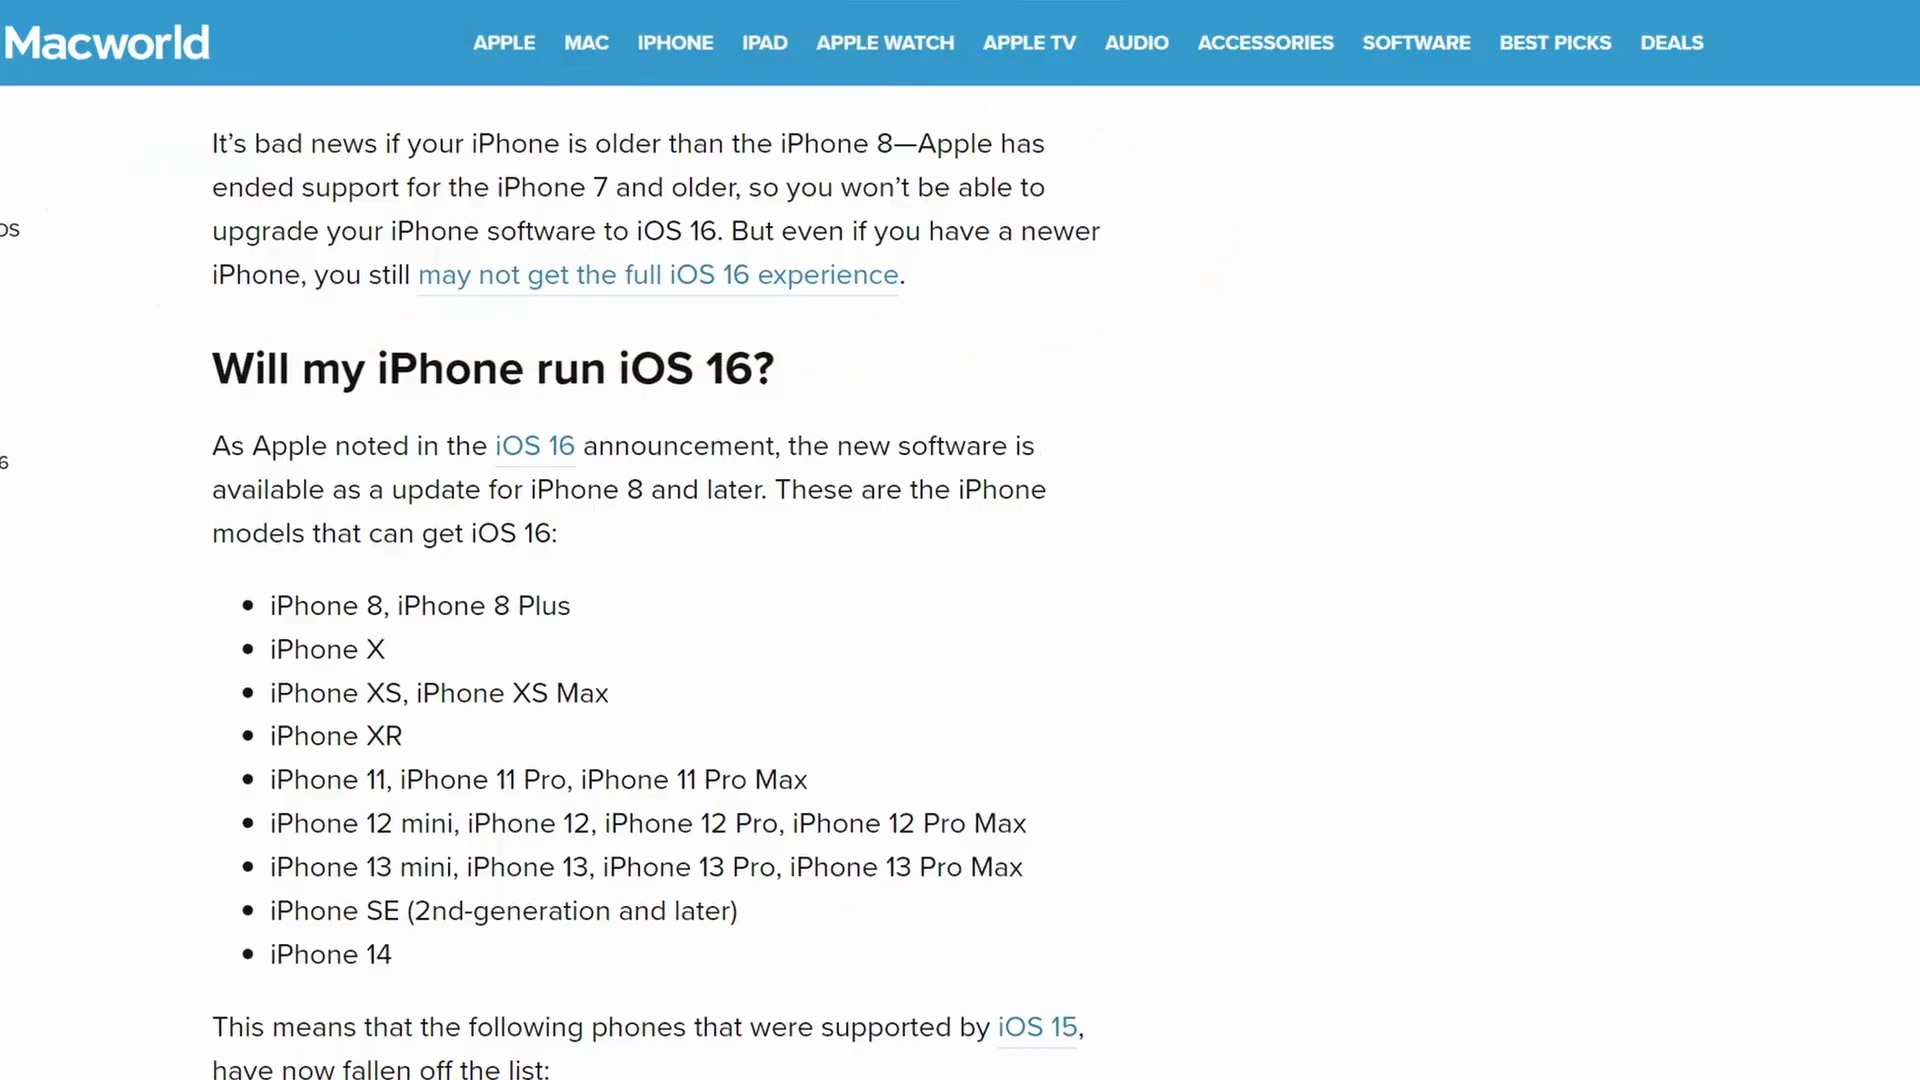 Macworld
APPLE MAC IPHONE IPAD APPLE WATCH APPLE TV AUDIO ACCESSORIES SOFTWARE BEST PICKS DEALS
It’s bad news if your iPhone is older than the iPhone 8—Apple has
ended support for the iPhone 7 and older, so you won’t be able to
OS
upgrade your iPhone software to iOS 16. But even if you have a newer
iPhone, you still may not get the full iOS 16 experience.
Will my iPhone run iOS 16?
As Apple noted in the iOS 16 announcement, the new software is
6
available as a update for iPhone 8 and later. These are the iPhone
models that can get iOS 16:
• iPhone 8, iPhone 8 Plus
• iPhone X
• iPhone XS, iPhone XS Max
• iPhone XR
• iPhone 11, iPhone 11 Pro, iPhone 11 Pro Max
• iPhone 12 mini, iPhone 12, iPhone 12 Pro, iPhone 12 Pro Max
• iPhone 13 mini, iPhone 13, iPhone 13 Pro, iPhone 13 Pro Max
• iPhone SE (2nd-generation and later)
• iPhone 14
This means that the following phones that were supported by iOS 15,
have now fallen off the list: